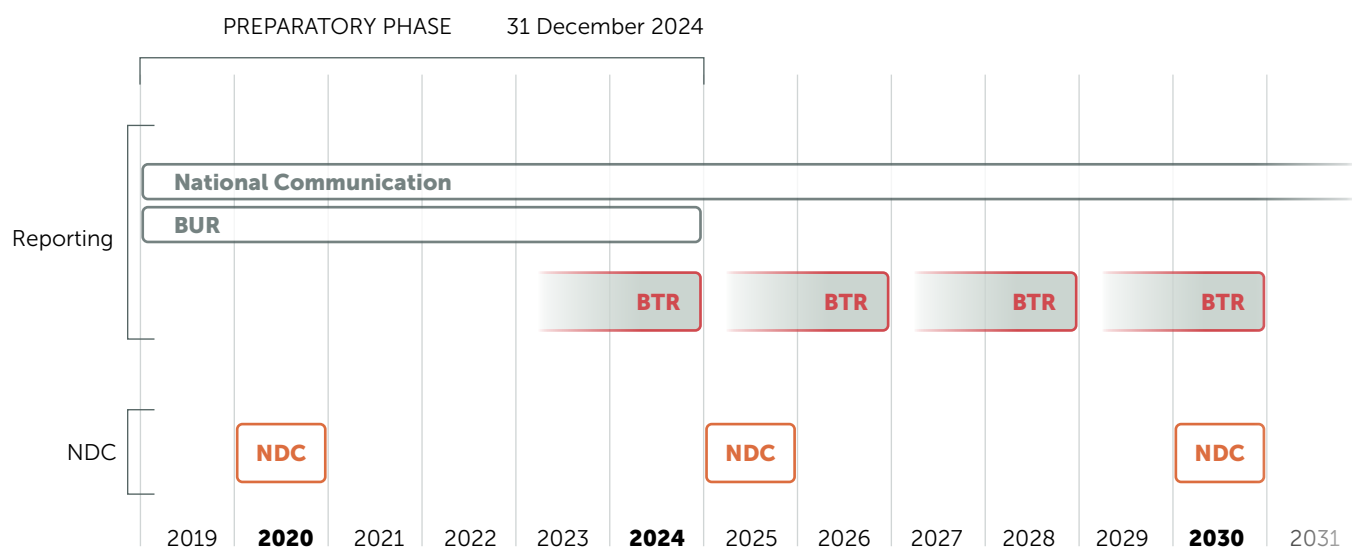 PREPARATORY PHASE 31 December 2024
National Communication
BUR
Reporting
BTR BTR BTR BTR
NDC NDC NDC NDC
2019 2020 2021 2022 2023 2024 2025 2026 2027 2028 2029 2030 2031